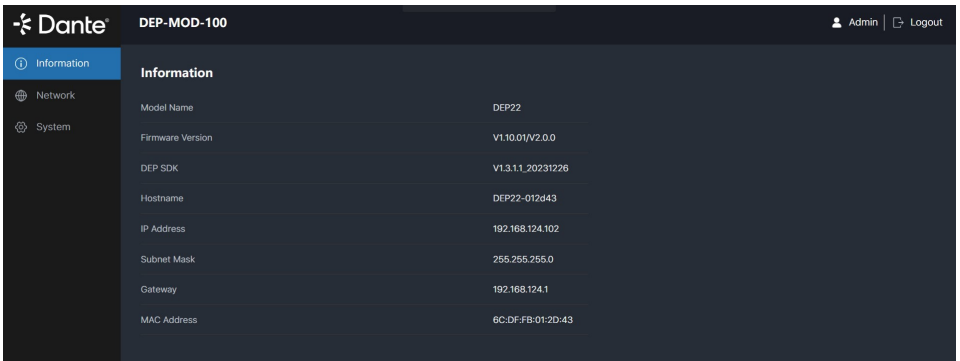 Dante®
DEP-MOD-100
Admin
Logout
Information
Network
System
Information
Model Name DEP22
Firmware Version V1.10.01/V2.0.0
DEP SDK V1.3.1.1_20231226
Hostname DEP22-012d43
IP Address 192.168.124.102
Subnet Mask 255.255.255.0
Gateway 192.168.124.1
MAC Address 6C:DF:FB:01:2D:43